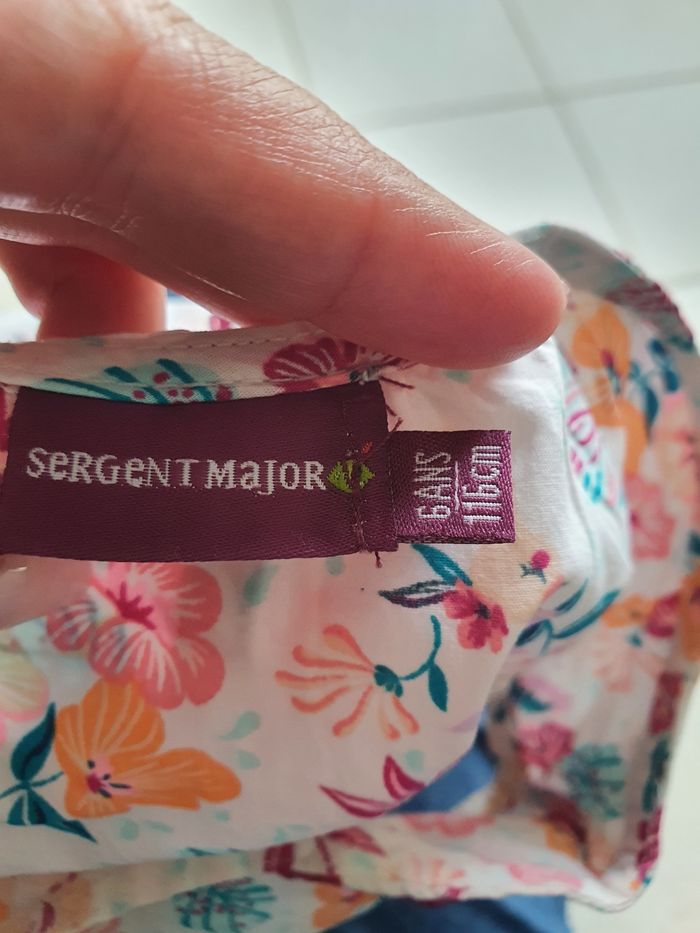 SeRGeNT MajOR
6ANS
116cm